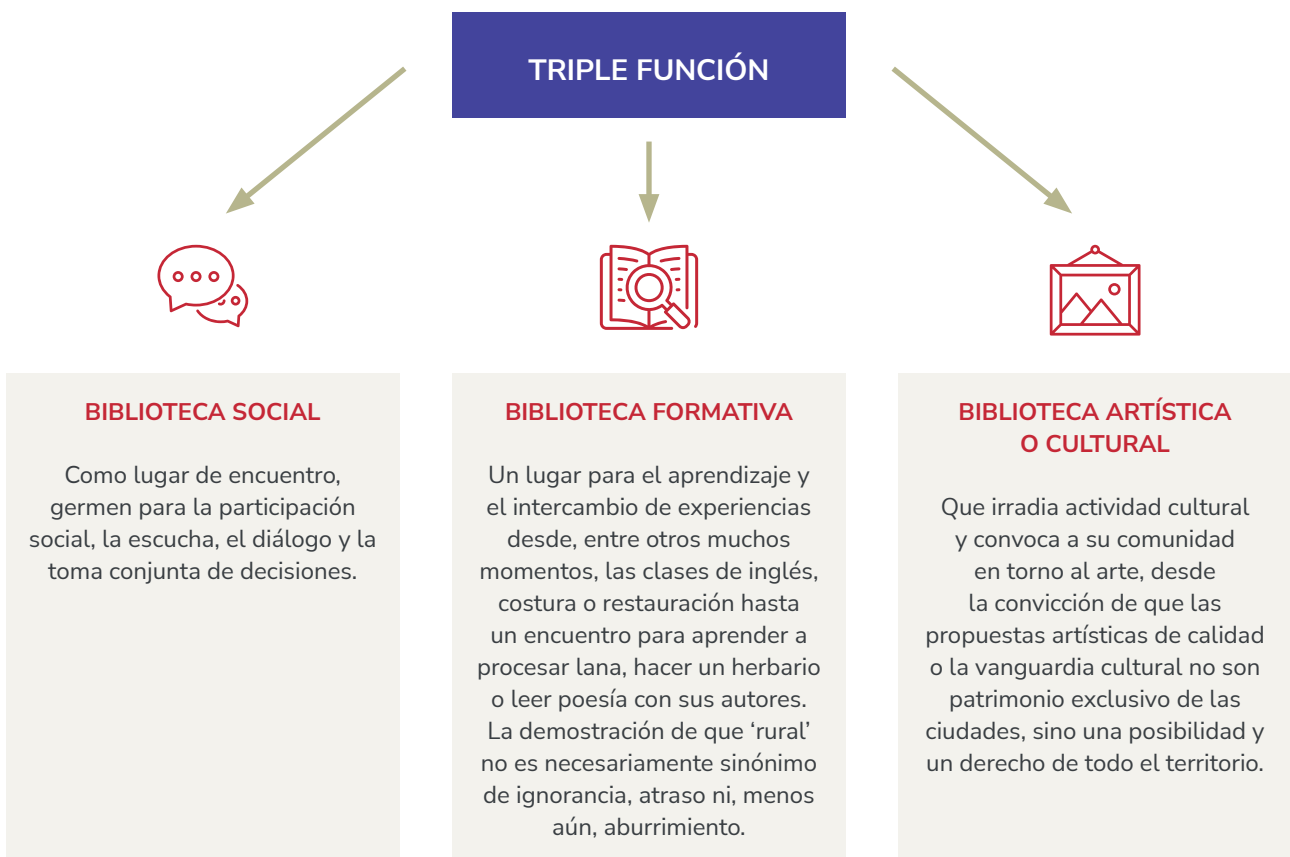 TRIPLE FUNCIÓN
BIBLIOTECA SOCIAL
Como lugar de encuentro,
germen para la participación
social, la escucha, el diálogo y la
toma conjunta de decisiones.
BIBLIOTECA FORMATIVA
Un lugar para el aprendizaje y
el intercambio de experiencias
desde, entre otros muchos
momentos, las clases de inglés,
costura o restauración hasta
un encuentro para aprender a
procesar lana, hacer un herbario
o leer poesía con sus autores.
La demostración de que ‘rural’
no es necesariamente sinónimo
de ignorancia, atraso ni, menos
aún, aburrimiento.
BIBLIOTECA ARTÍSTICA
O CULTURAL
Que irradia actividad cultural
y convoca a su comunidad
en torno al arte, desde
la convicción de que las
propuestas artísticas de calidad
o la vanguardia cultural no son
patrimonio exclusivo de las
ciudades, sino una posibilidad y
un derecho de todo el territorio.